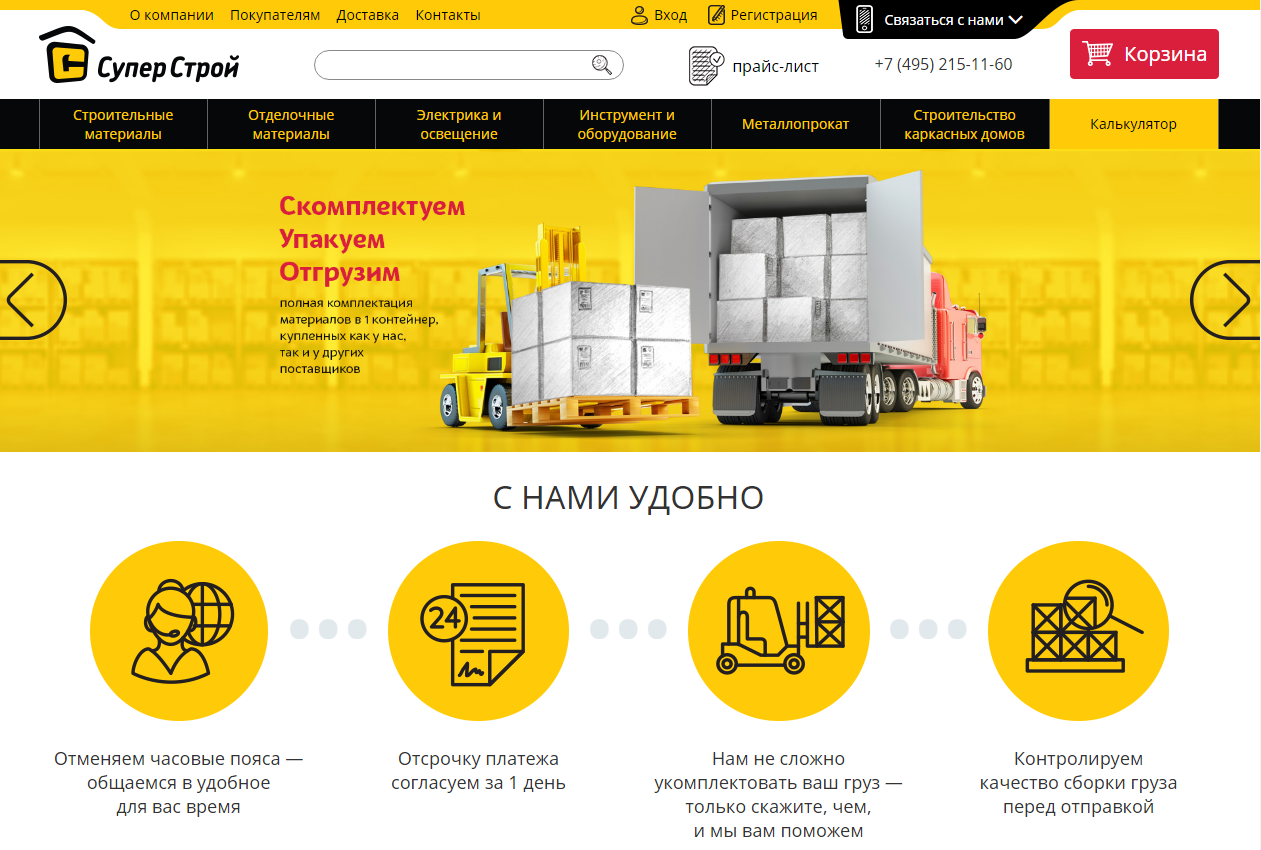 О компании Покупателям Доставка Контакты Вход Регистрация Связаться с нами
Супер Строй
прайс-лист
+7 (495) 215-11-60
Корзина
Строительные
материалы
Отделочные
материалы
Электрика и
освещение
Инструмент и
оборудование
Металлопрокат
Строительство
каркасных домов
Калькулятор
Скомплектуем
Упакуем
Отгрузим
полная комплектация
материалов в 1 контейнер,
купленных как у нас,
так и у других
поставщиков
С НАМИ УДОБНО
24
Отменяем часовые пояса —
общаемся в удобное
для вас время
Отсрочку платежа
согласуем за 1 день
Нам не сложно
укомплектовать ваш груз —
только скажите, чем,
и мы вам поможем
Контролируем
качество сборки груза
перед отправкой